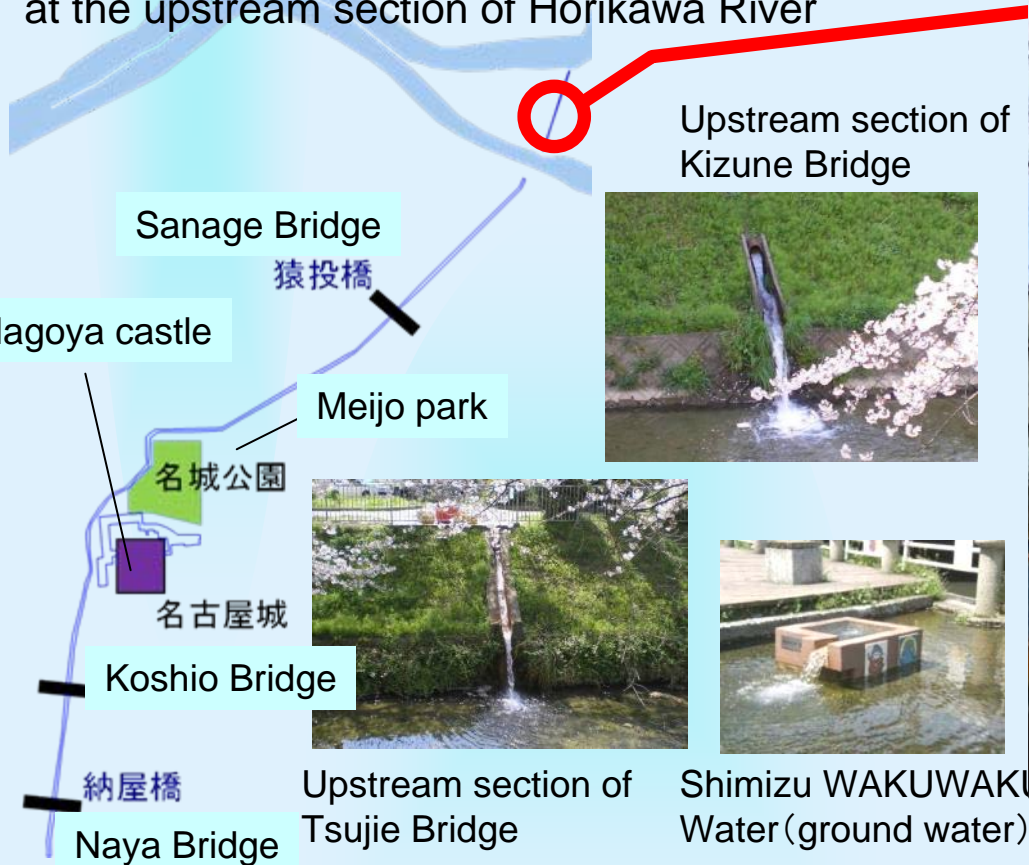 at the upstream section of Horikawa River
Upstream section of
Kizune Bridge
Sanage Bridge
猿投橋
Nagoya castle
Meijo park
名城公園
名古屋城
Koshio Bridge
納屋橋
Naya Bridge
Upstream section of
Tsujie Bridge
Shimizu WAKUWAKU
Water(ground water)